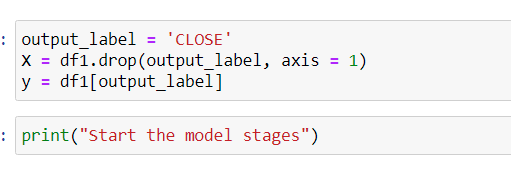 :
output_label = 'CLOSE'
X = df1.drop(output_label, axis = 1)
y = df1[output_label]
:
print("Start the model stages")